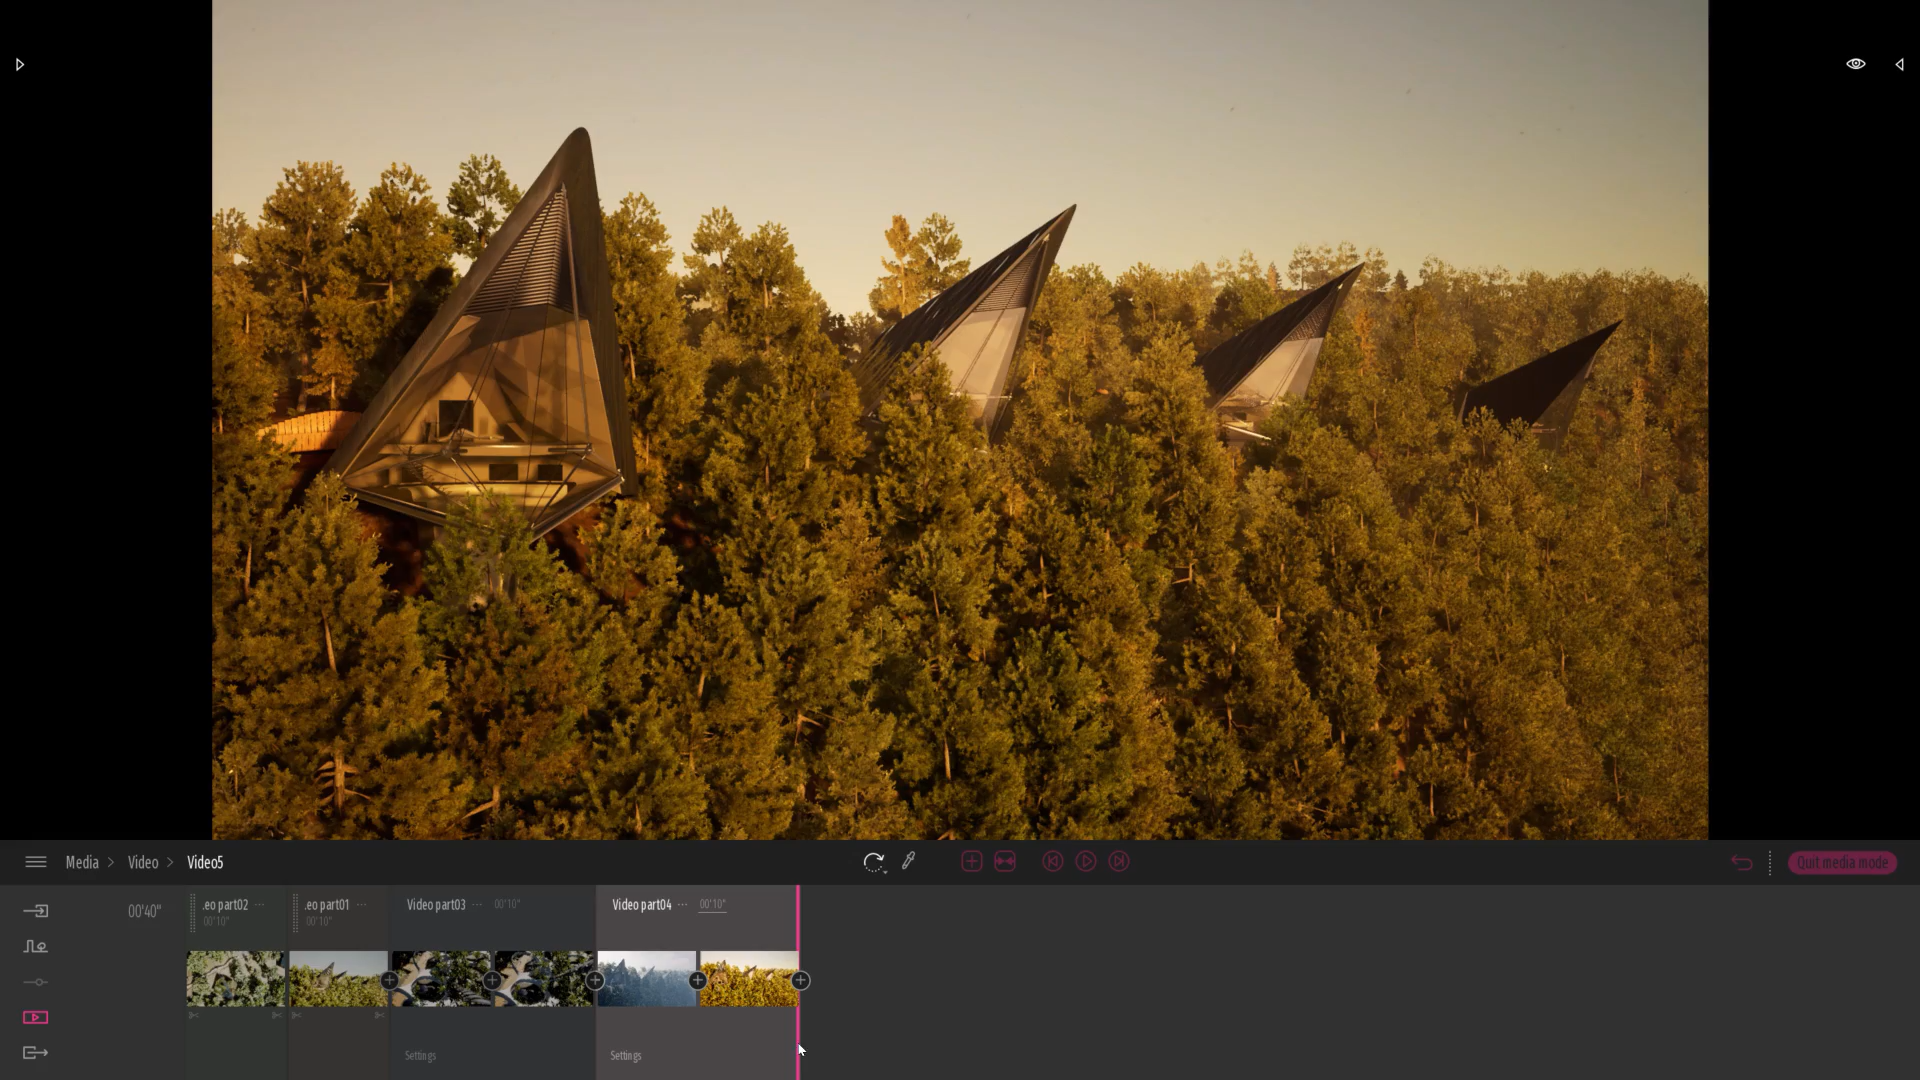 Media > Video > Video5
Quit media mode
00'40"
.eo part02 ···
00'10"
.eo part01 ···
00'10"
Video part03 ··· 00'10"
Video part04 ··· 00'10"
Settings
Settings